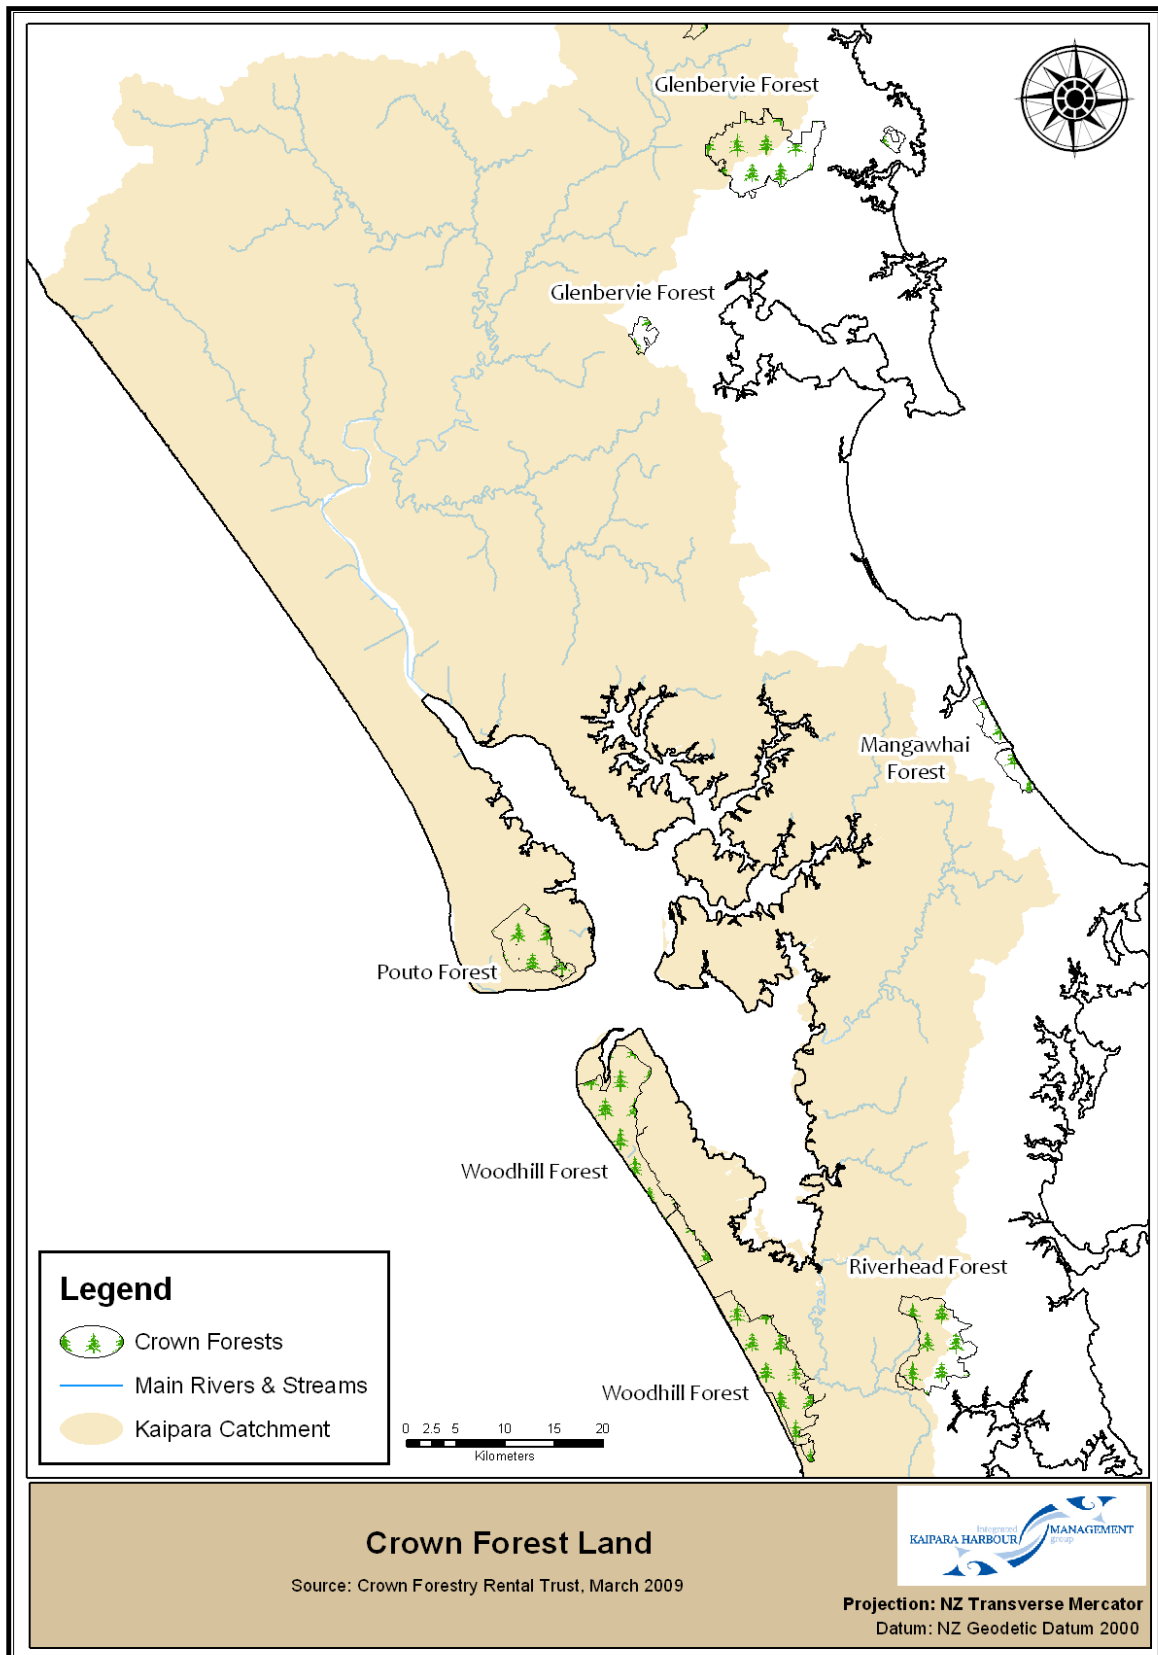 Glenbervie Forest
Glenbervie Forest
Mangawhai
Forest
Pouto Forest
Woodhill Forest
Riverhead Forest
Woodhill Forest
Legend
Crown Forests
Main Rivers & Streams
Kaipara Catchment
0 2.5 5 10 15 20
Kilometers
Crown Forest Land
Source: Crown Forestry Rental Trust, March 2009
Integrated
KAIPARA HARBOUR MANAGEMENT
group
Projection: NZ Transverse Mercator
Datum: NZ Geodetic Datum 2000